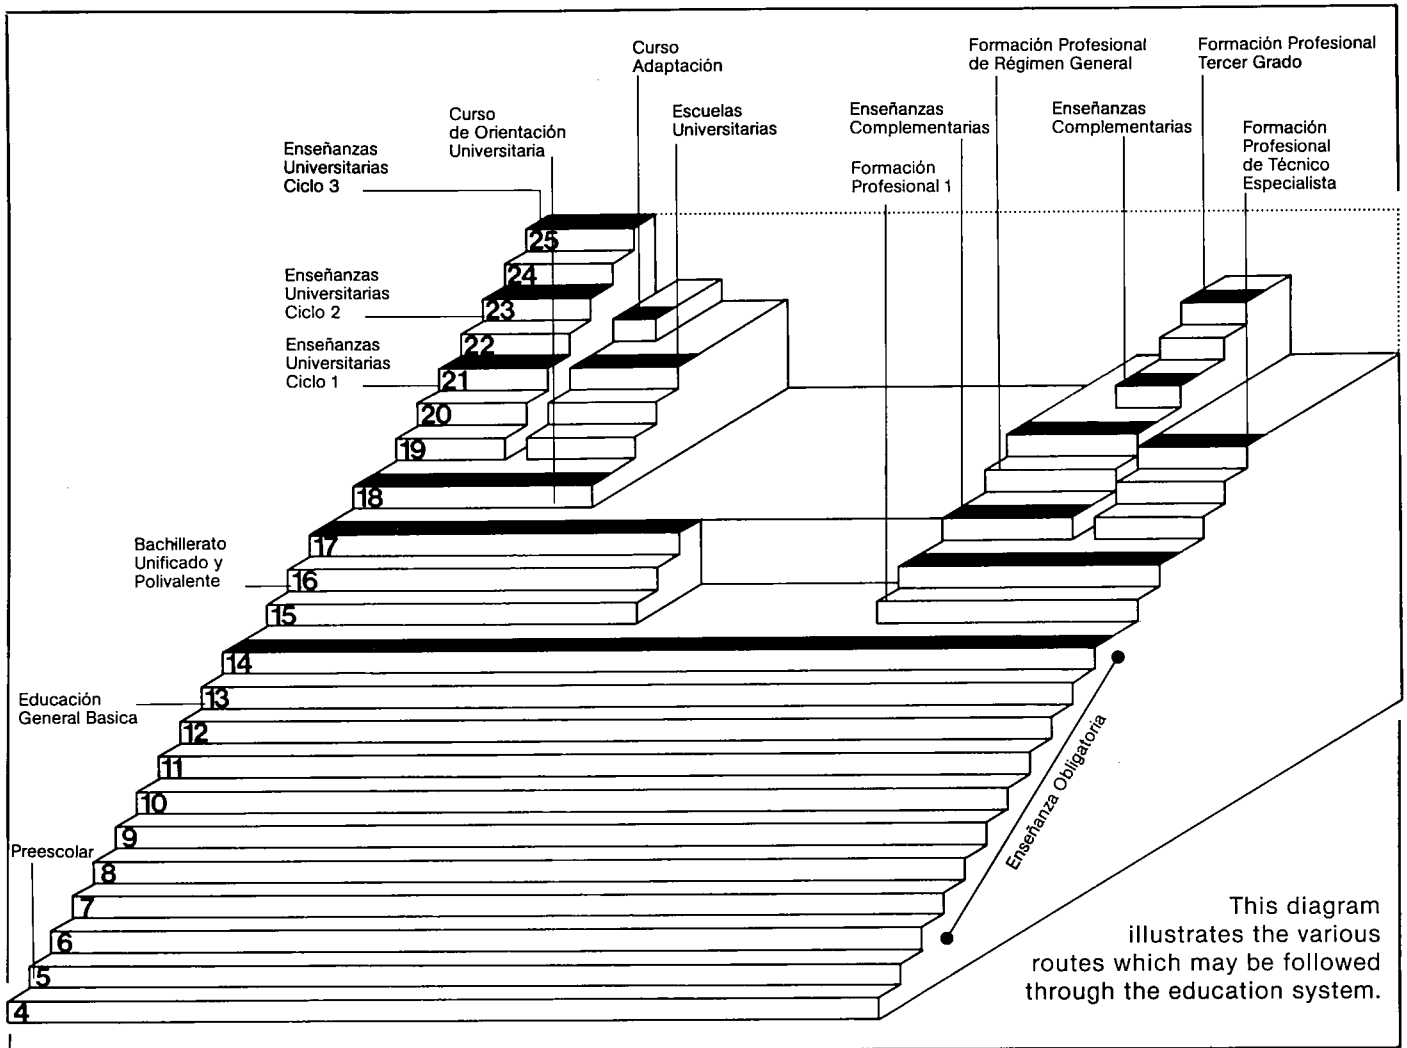 Curso
Adaptación
Formación Profesional
de Régimen General
Formación Profesional
Tercer Grado
Curso
de Orientación
Universitaria
Escuelas
Universitarias
Enseñanzas
Complementarias
Enseñanzas
Complementarias
Formación
Profesional
de Técnico
Especialista
Enseñanzas
Universitarias
Ciclo 3
Formación
Profesional 1
25
24
Enseñanzas
Universitarias
Ciclo 2
23
22
Enseñanzas
Universitarias
Ciclo 1
21
20
19
18
17
Bachillerato
Unificado y
Polivalente
16
15
14
Educación
General Basica
13
12
11
10
9
Enseñanza Obligatoria
Preescolar
8
7
6
5
4
This diagram
illustrates the various
routes which may be followed
through the education system.